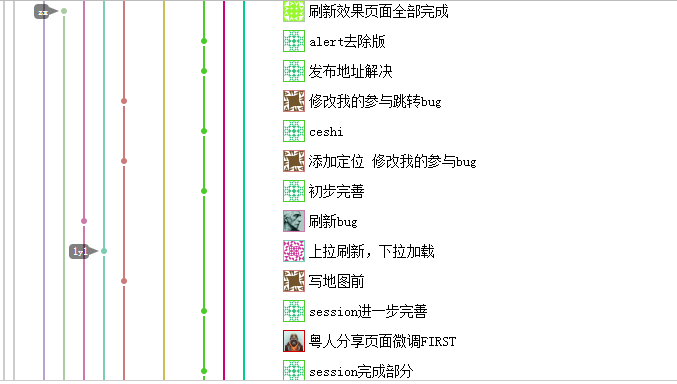 zx
刷新效果页面全部完成
alert去除版
发布地址解决
修改我的参与跳转bug
ceshi
添加定位 修改我的参与bug
初步完善
刷新bug
lyl
上拉刷新，下拉加载
写地图前
session进一步完善
粤人分享页面微调FIRST
session完成部分